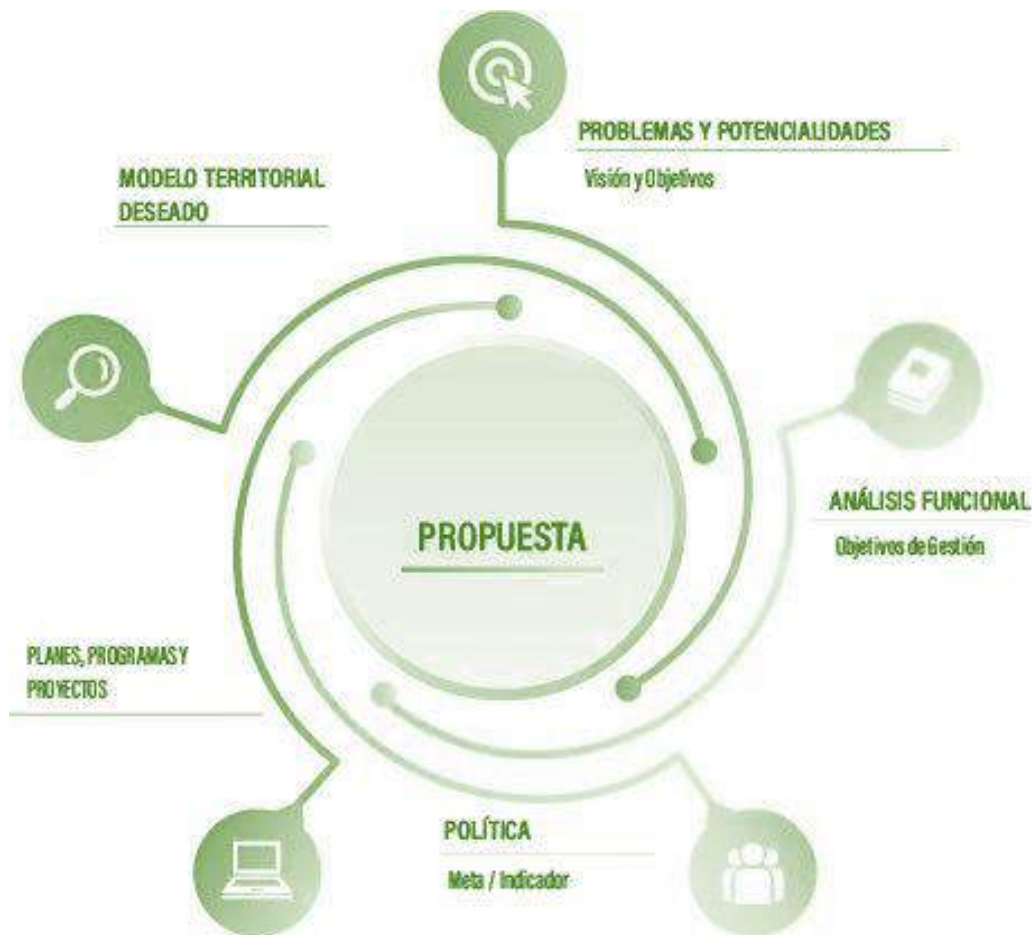 PROBLEMAS Y POTENCIALIDADES
Visión y Objetivos
MODELO TERRITORIAL
DESEADO
ANÁLISIS FUNCIONAL
Objetivos de Gestión
PROPUESTA
PLANES, PROGRAMAS Y
PROYECTOS
POLÍTICA
Meta / Indicador